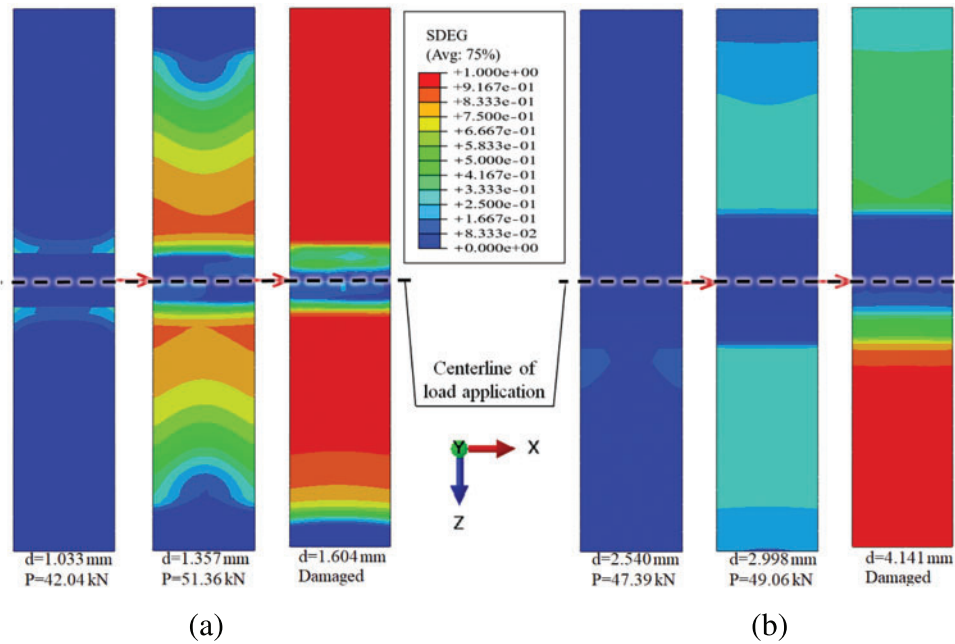 SDEG
(Avg: 75%)
+1.000e+00
+9.167e-01
+8.333e-01
+7.500e-01
+6.667e-01
+5.833e-01
+5.000e-01
+4.167e-01
+3.333e-01
+2.500e-01
+1.667e-01
+8.333e-02
+0.000e+00
Centerline of
load application
Y
X
Z
d=1.033 mm
P=42.04 kN
d=1.357 mm
P=51.36 kN
d=1.604 mm
Damaged
d=2.540 mm
P=47.39 kN
d=2.998 mm
P=49.06 kN
d=4.141 mm
Damaged
(a)
(b)